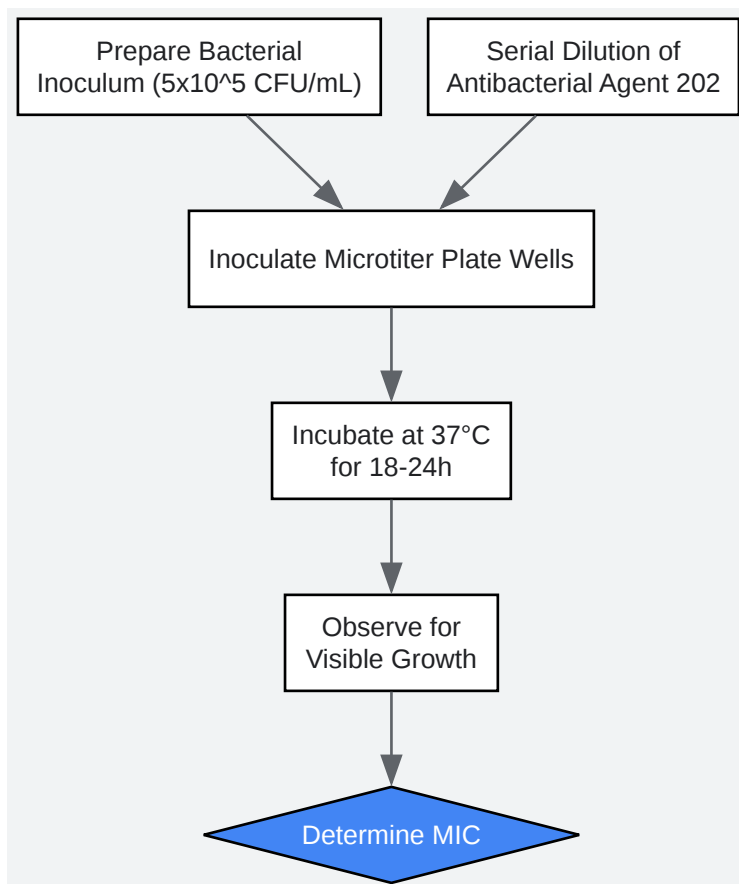 Prepare Bacterial
Inoculum (5x10^5 CFU/mL)
Serial Dilution of
Antibacterial Agent 202
Inoculate Microtiter Plate Wells
Incubate at 37°C
for 18-24h
Observe for
Visible Growth
Determine MIC